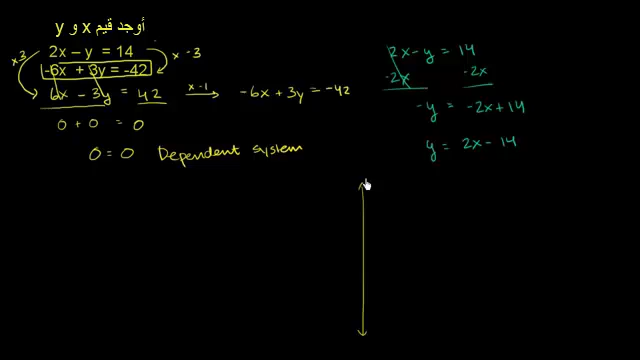 أوجد قيم x و y
2x − y = 14
-6x + 3y = -42
x3
x -3
6x − 3y = 42
x -1
-6x + 3y = -42
0 + 0 = 0
0 = 0 Dependent system
2x − y = 14
-2x -2x
-y = -2x + 14
y = 2x − 14